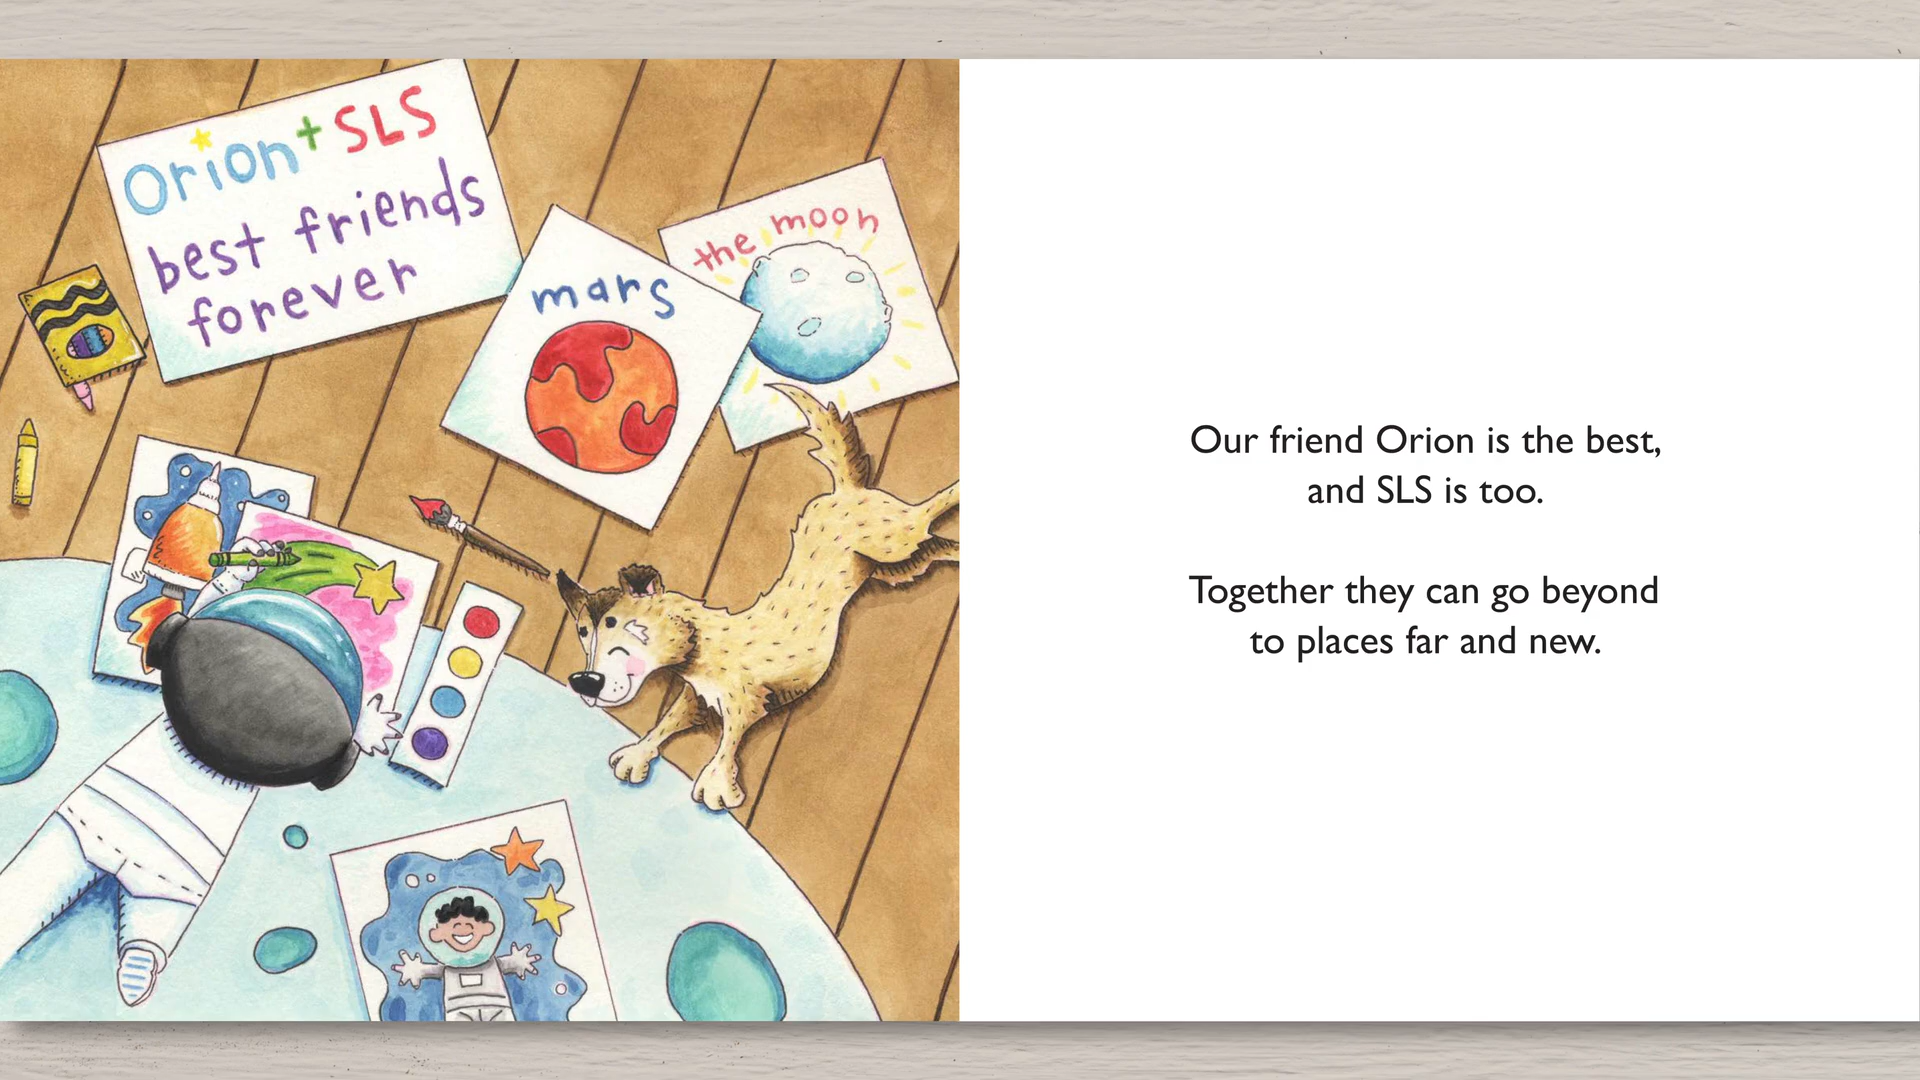 Orion + SLS
best friends
forever
mars
the moon
Our friend Orion is the best,
and SLS is too.
Together they can go beyond
to places far and new.